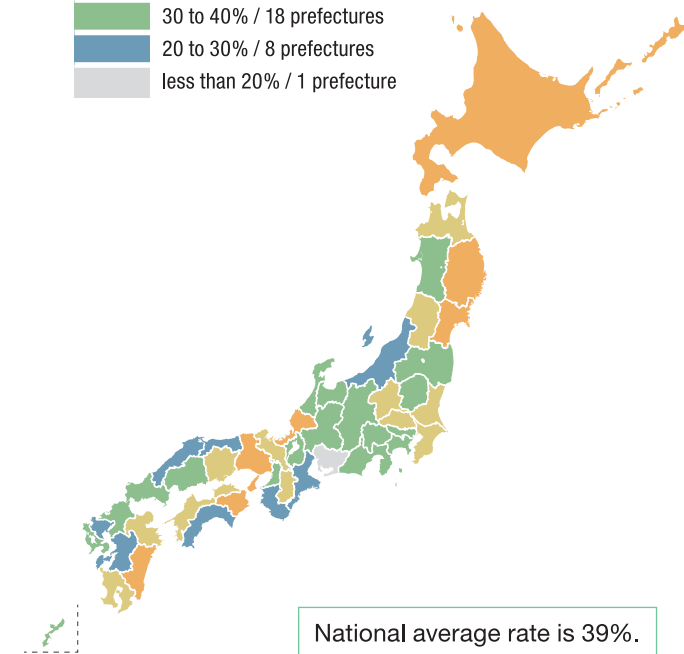 30 to 40% / 18 prefectures
20 to 30% / 8 prefectures
less than 20% / 1 prefecture
National average rate is 39%.